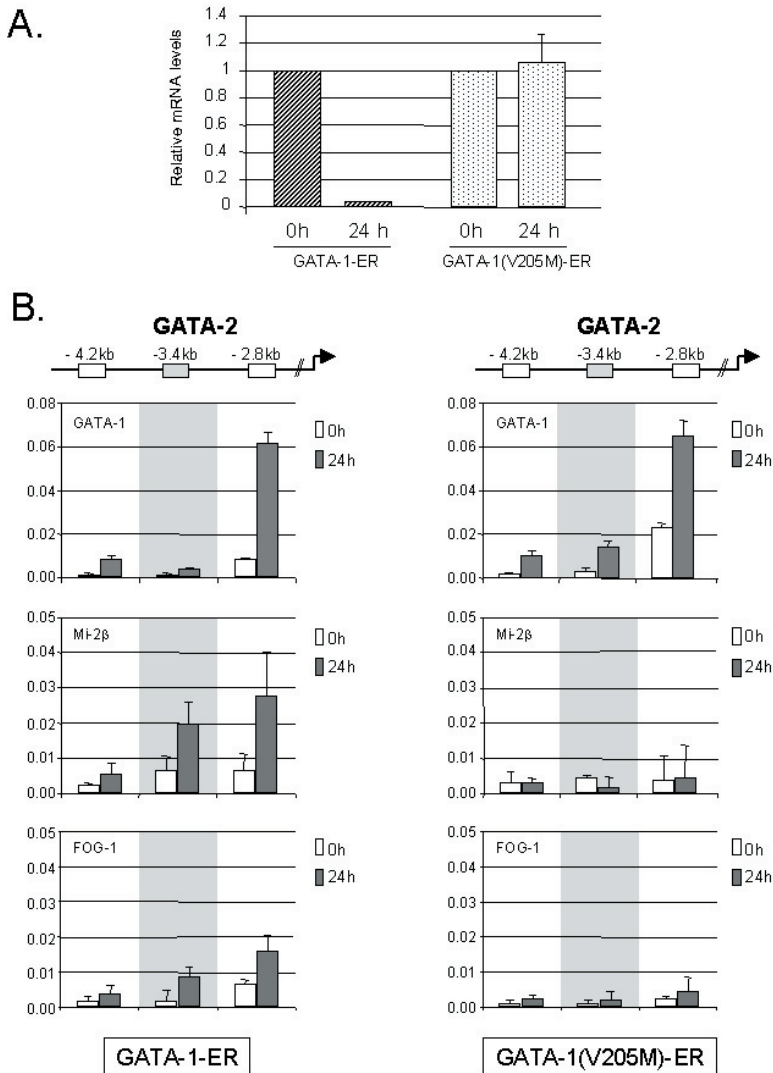 A.
Relative mRNA levels
1.4
1.2
1
0.8
0.6
0.4
0.2
0
0h 24 h 0h 24 h
GATA-1-ER GATA-1(V205M)-ER
B.
GATA-2 GATA-2
- 4.2kb -3.4kb - 2.8kb - 4.2kb -3.4kb - 2.8kb
0.08
0.06
0.04
0.02
0.00
GATA-1
0h
24h
0.08
0.06
0.04
0.02
0.00
GATA-1
0h
24h
0.05
0.04
0.03
0.02
0.01
0.00
Mi-2β
0h
24h
0.05
0.04
0.03
0.02
0.01
0.00
Mi-2β
0h
24h
0.05
0.04
0.03
0.02
0.01
0.00
FOG-1
0h
24h
0.05
0.04
0.03
0.02
0.01
0.00
FOG-1
0h
24h
GATA-1-ER GATA-1(V205M)-ER